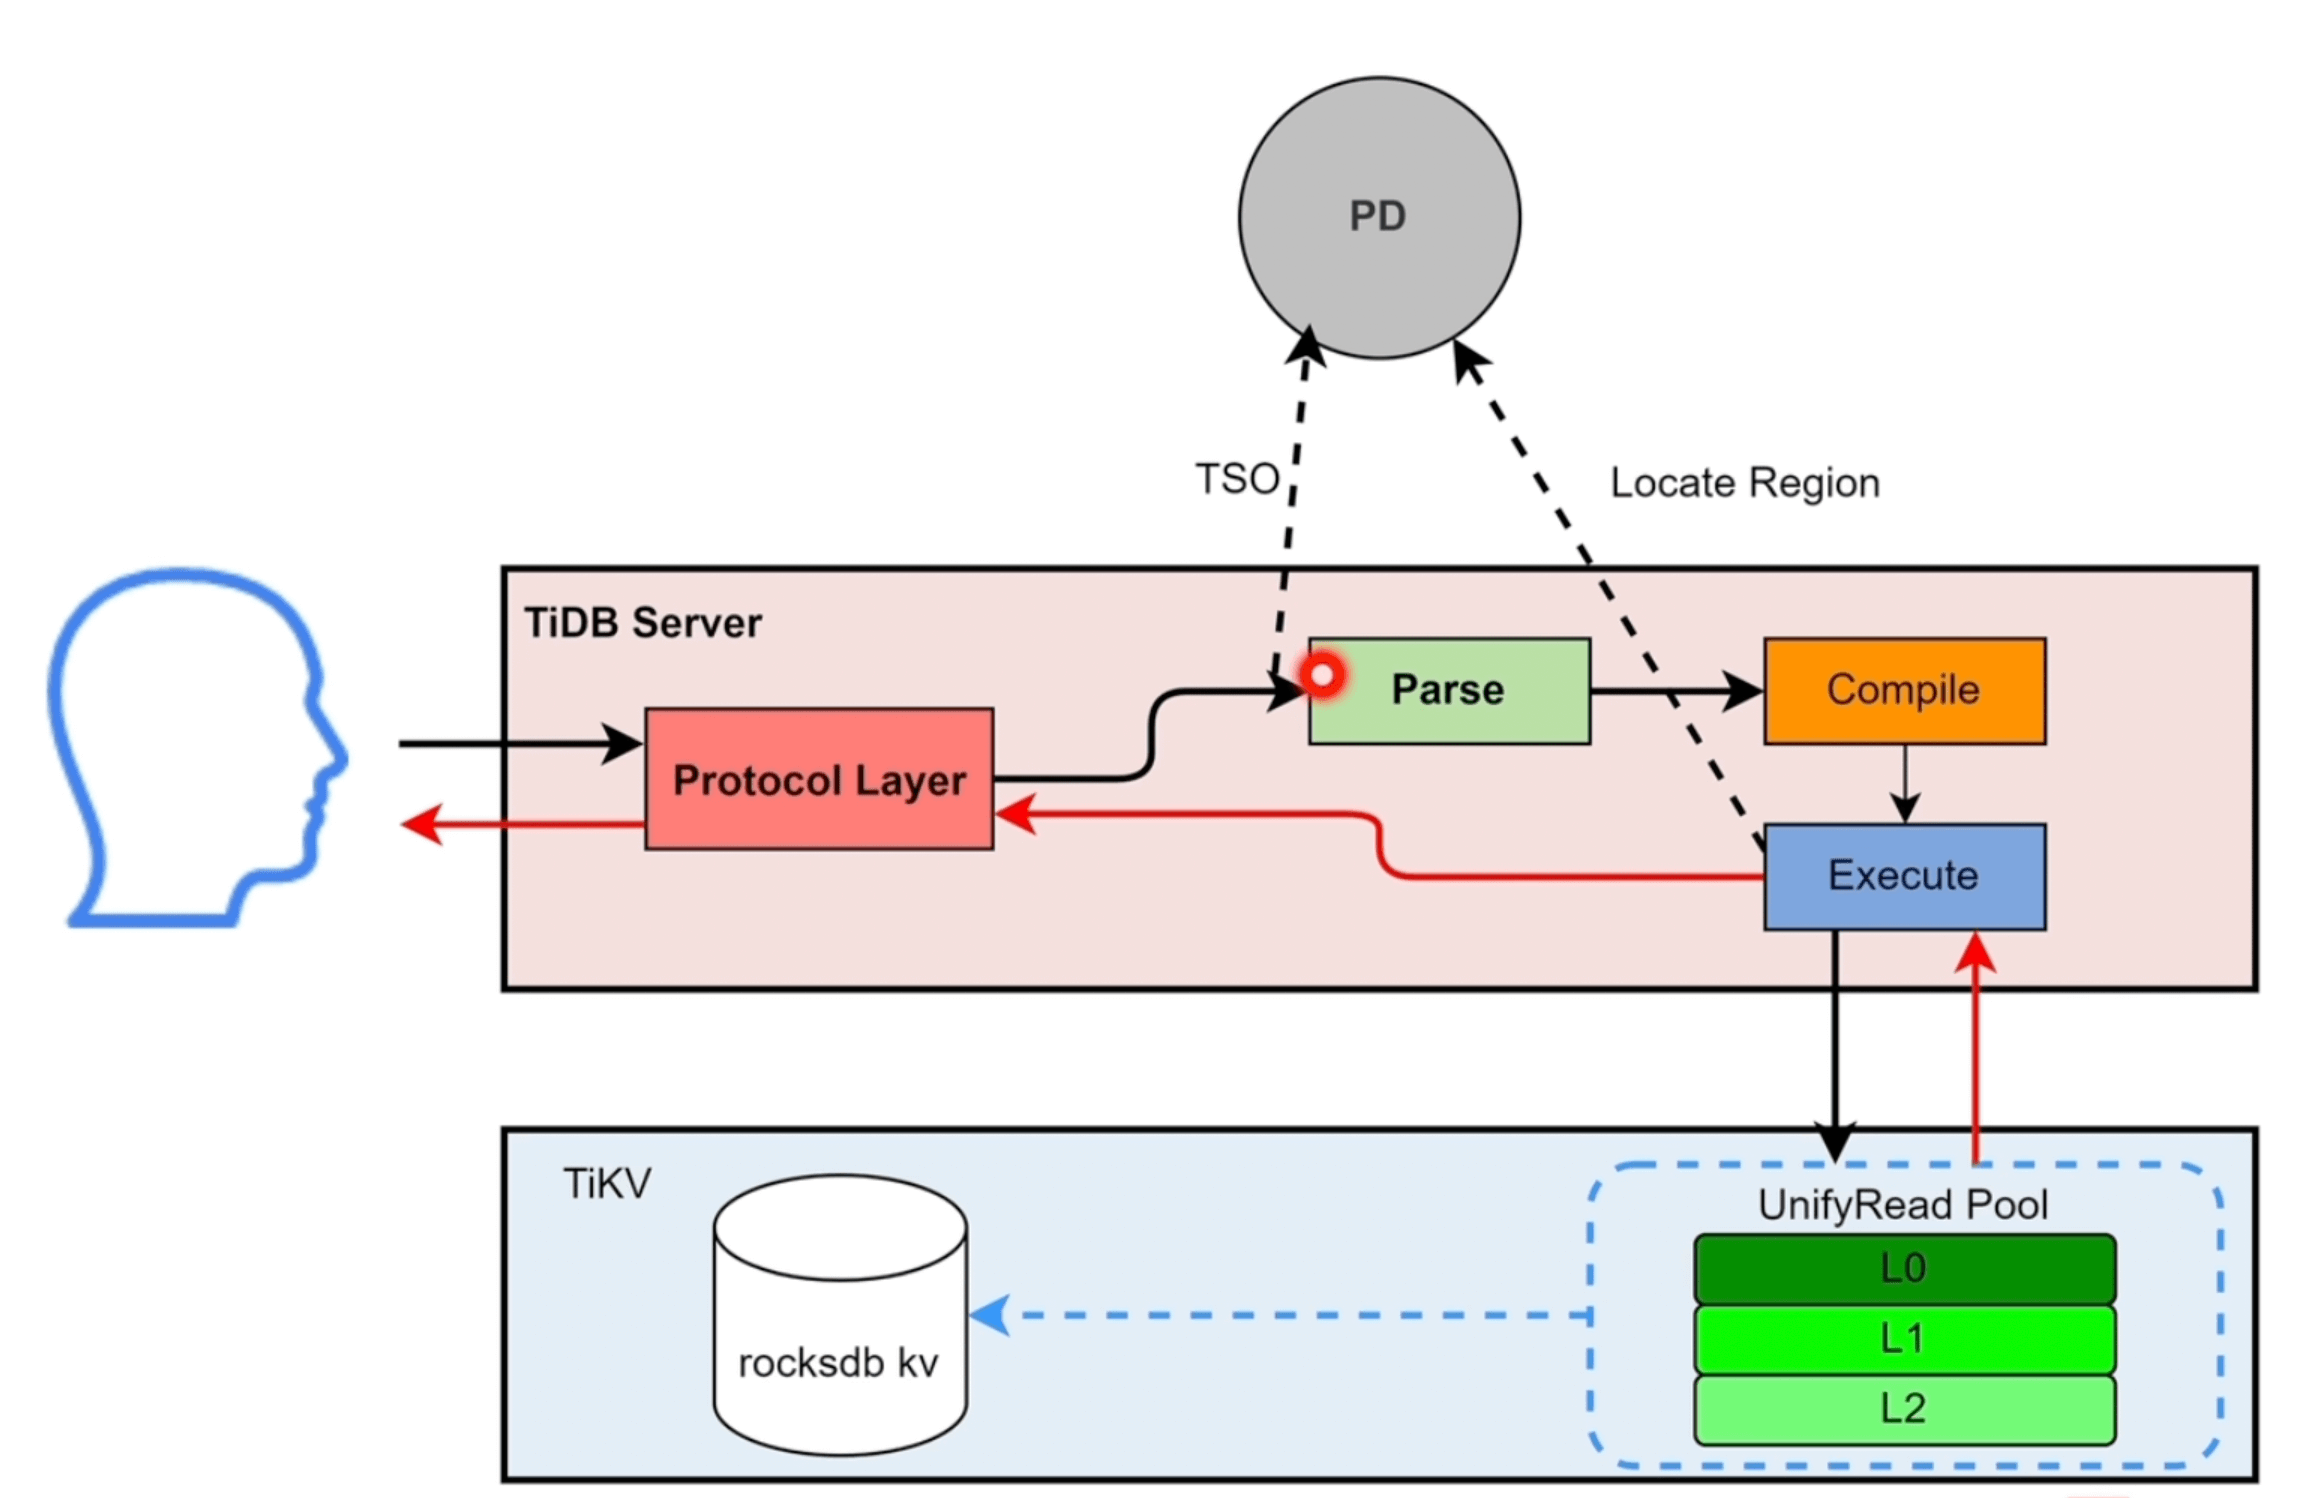 PD
TSO
Locate Region
TiDB Server
Parse
Compile
Protocol Layer
Execute
TiKV
UnifyRead Pool
L0
L1
L2
rocksdb kv